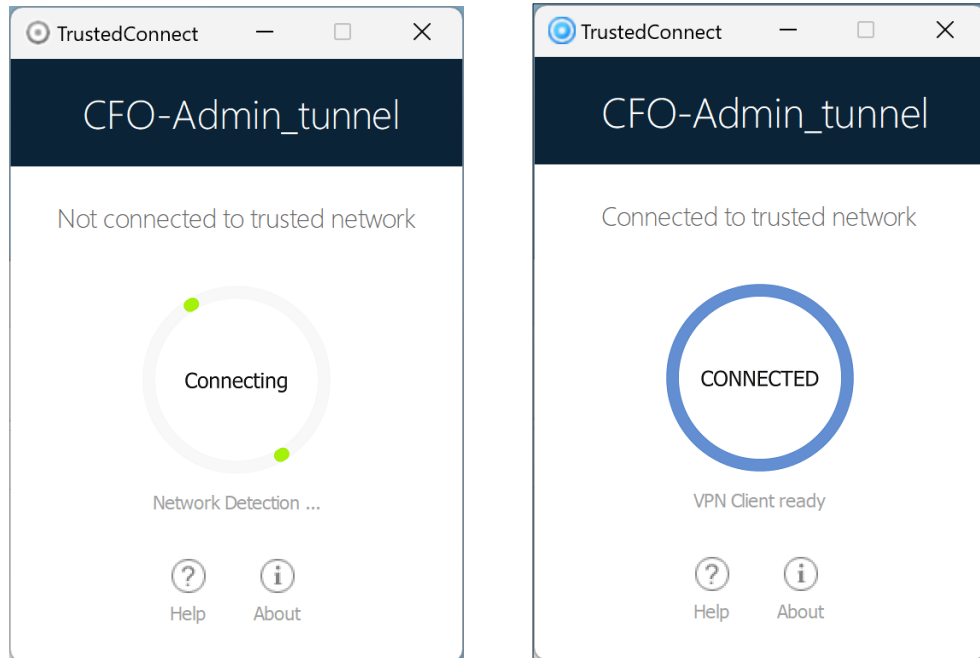 TrustedConnect
CFO-Admin_tunnel
Not connected to trusted network
Connecting
Network Detection ...
Help
About
TrustedConnect
CFO-Admin_tunnel
Connected to trusted network
CONNECTED
VPN Client ready
Help
About